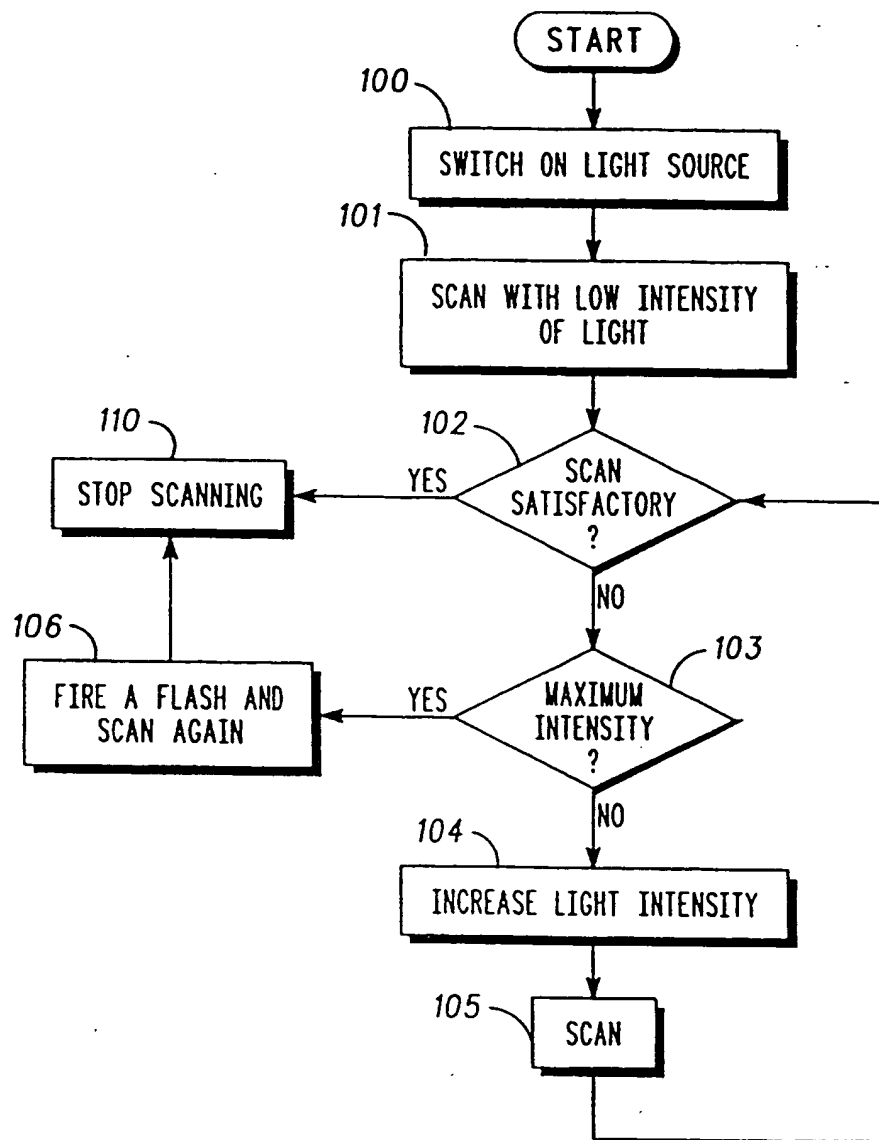 START
100
SWITCH ON LIGHT SOURCE
101
SCAN WITH LOW INTENSITY
OF LIGHT
110
STOP SCANNING
YES
102
SCAN
SATISFACTORY
?
NO
106
FIRE A FLASH AND
SCAN AGAIN
YES
103
MAXIMUM
INTENSITY
?
NO
104
INCREASE LIGHT INTENSITY
105
SCAN